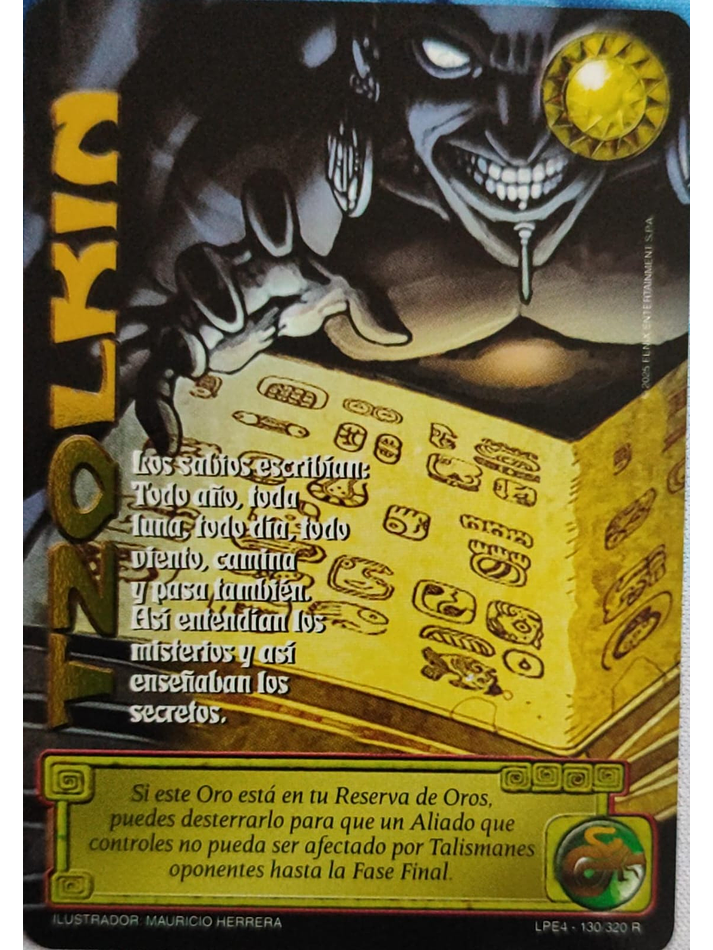 TZOLKIN
© 2025 FENIX ENTERTAINMENT S.P.A.
Los sabios escribían:
Todo año, toda
luna, todo día, todo
viento, camina
y pasa también.
Así entendían los
misterios y así
enseñaban los
secretos.
Si este Oro está en tu Reserva de Oros,
puedes desterrarlo para que un Aliado que
controles no pueda ser afectado por Talismanes
oponentes hasta la Fase Final.
ILUSTRADOR: MAURICIO HERRERA
LPE4 - 130/320 R